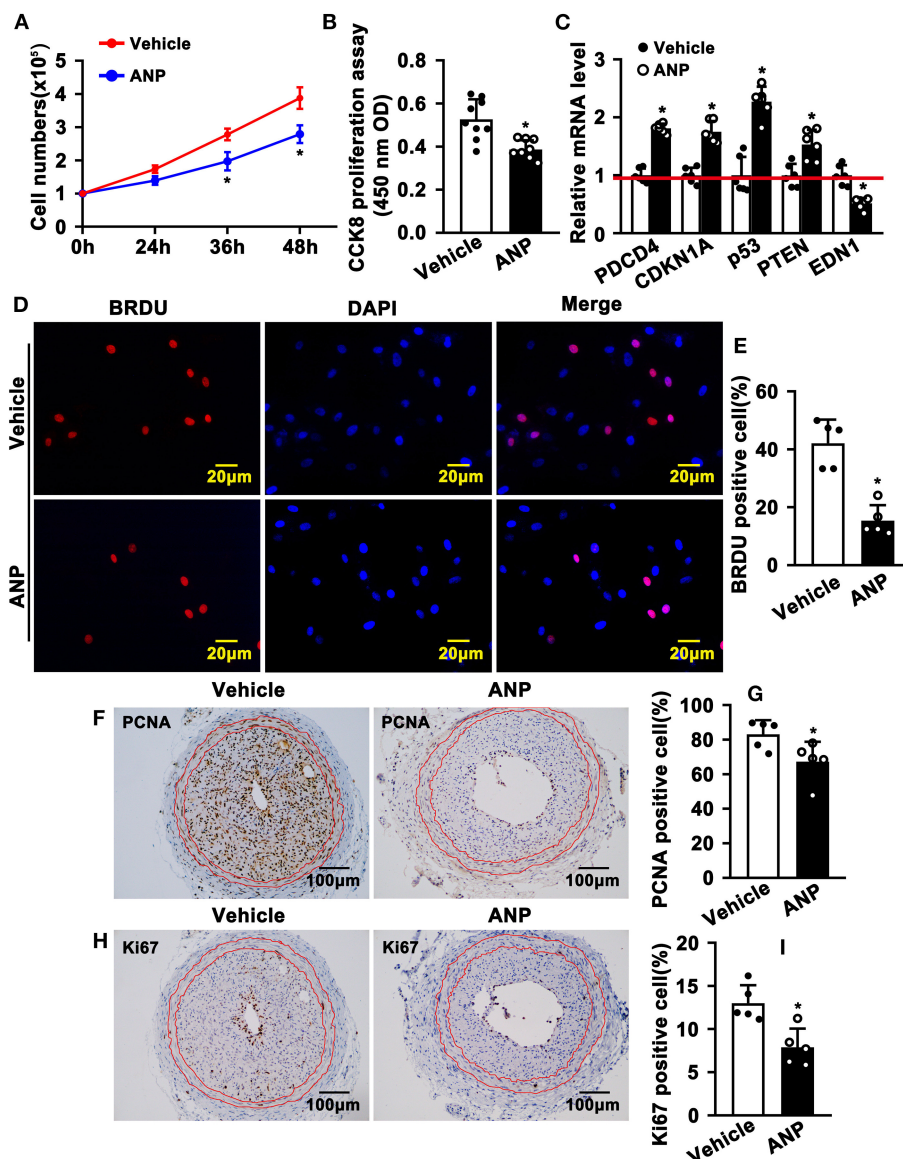 A
Vehicle
ANP
Cell numbers(x10⁵)
5
4
3
2
1
0
*
*
0h
24h
36h
48h
B
CCK8 proliferation assay
(450 nm OD)
0.8
0.6
0.4
0.2
0.0
*
Vehicle
ANP
C
Vehicle
ANP
Relative mRNA level
3
2
1
0
*
*
*
*
*
PDCD4
CDKN1A
p53
PTEN
EDN1
D
BRDU
DAPI
Merge
Vehicle
20μm
20μm
20μm
ANP
20μm
20μm
20μm
E
BRDU positive cell(%)
60
40
20
0
*
Vehicle
ANP
Vehicle
ANP
F
PCNA
100μm
PCNA
100μm
G
PCNA positive cell(%)
100
80
60
40
20
0
*
Vehicle
ANP
Vehicle
ANP
H
Ki67
100μm
Ki67
100μm
I
Ki67 positive cell(%)
20
15
10
5
0
*
Vehicle
ANP